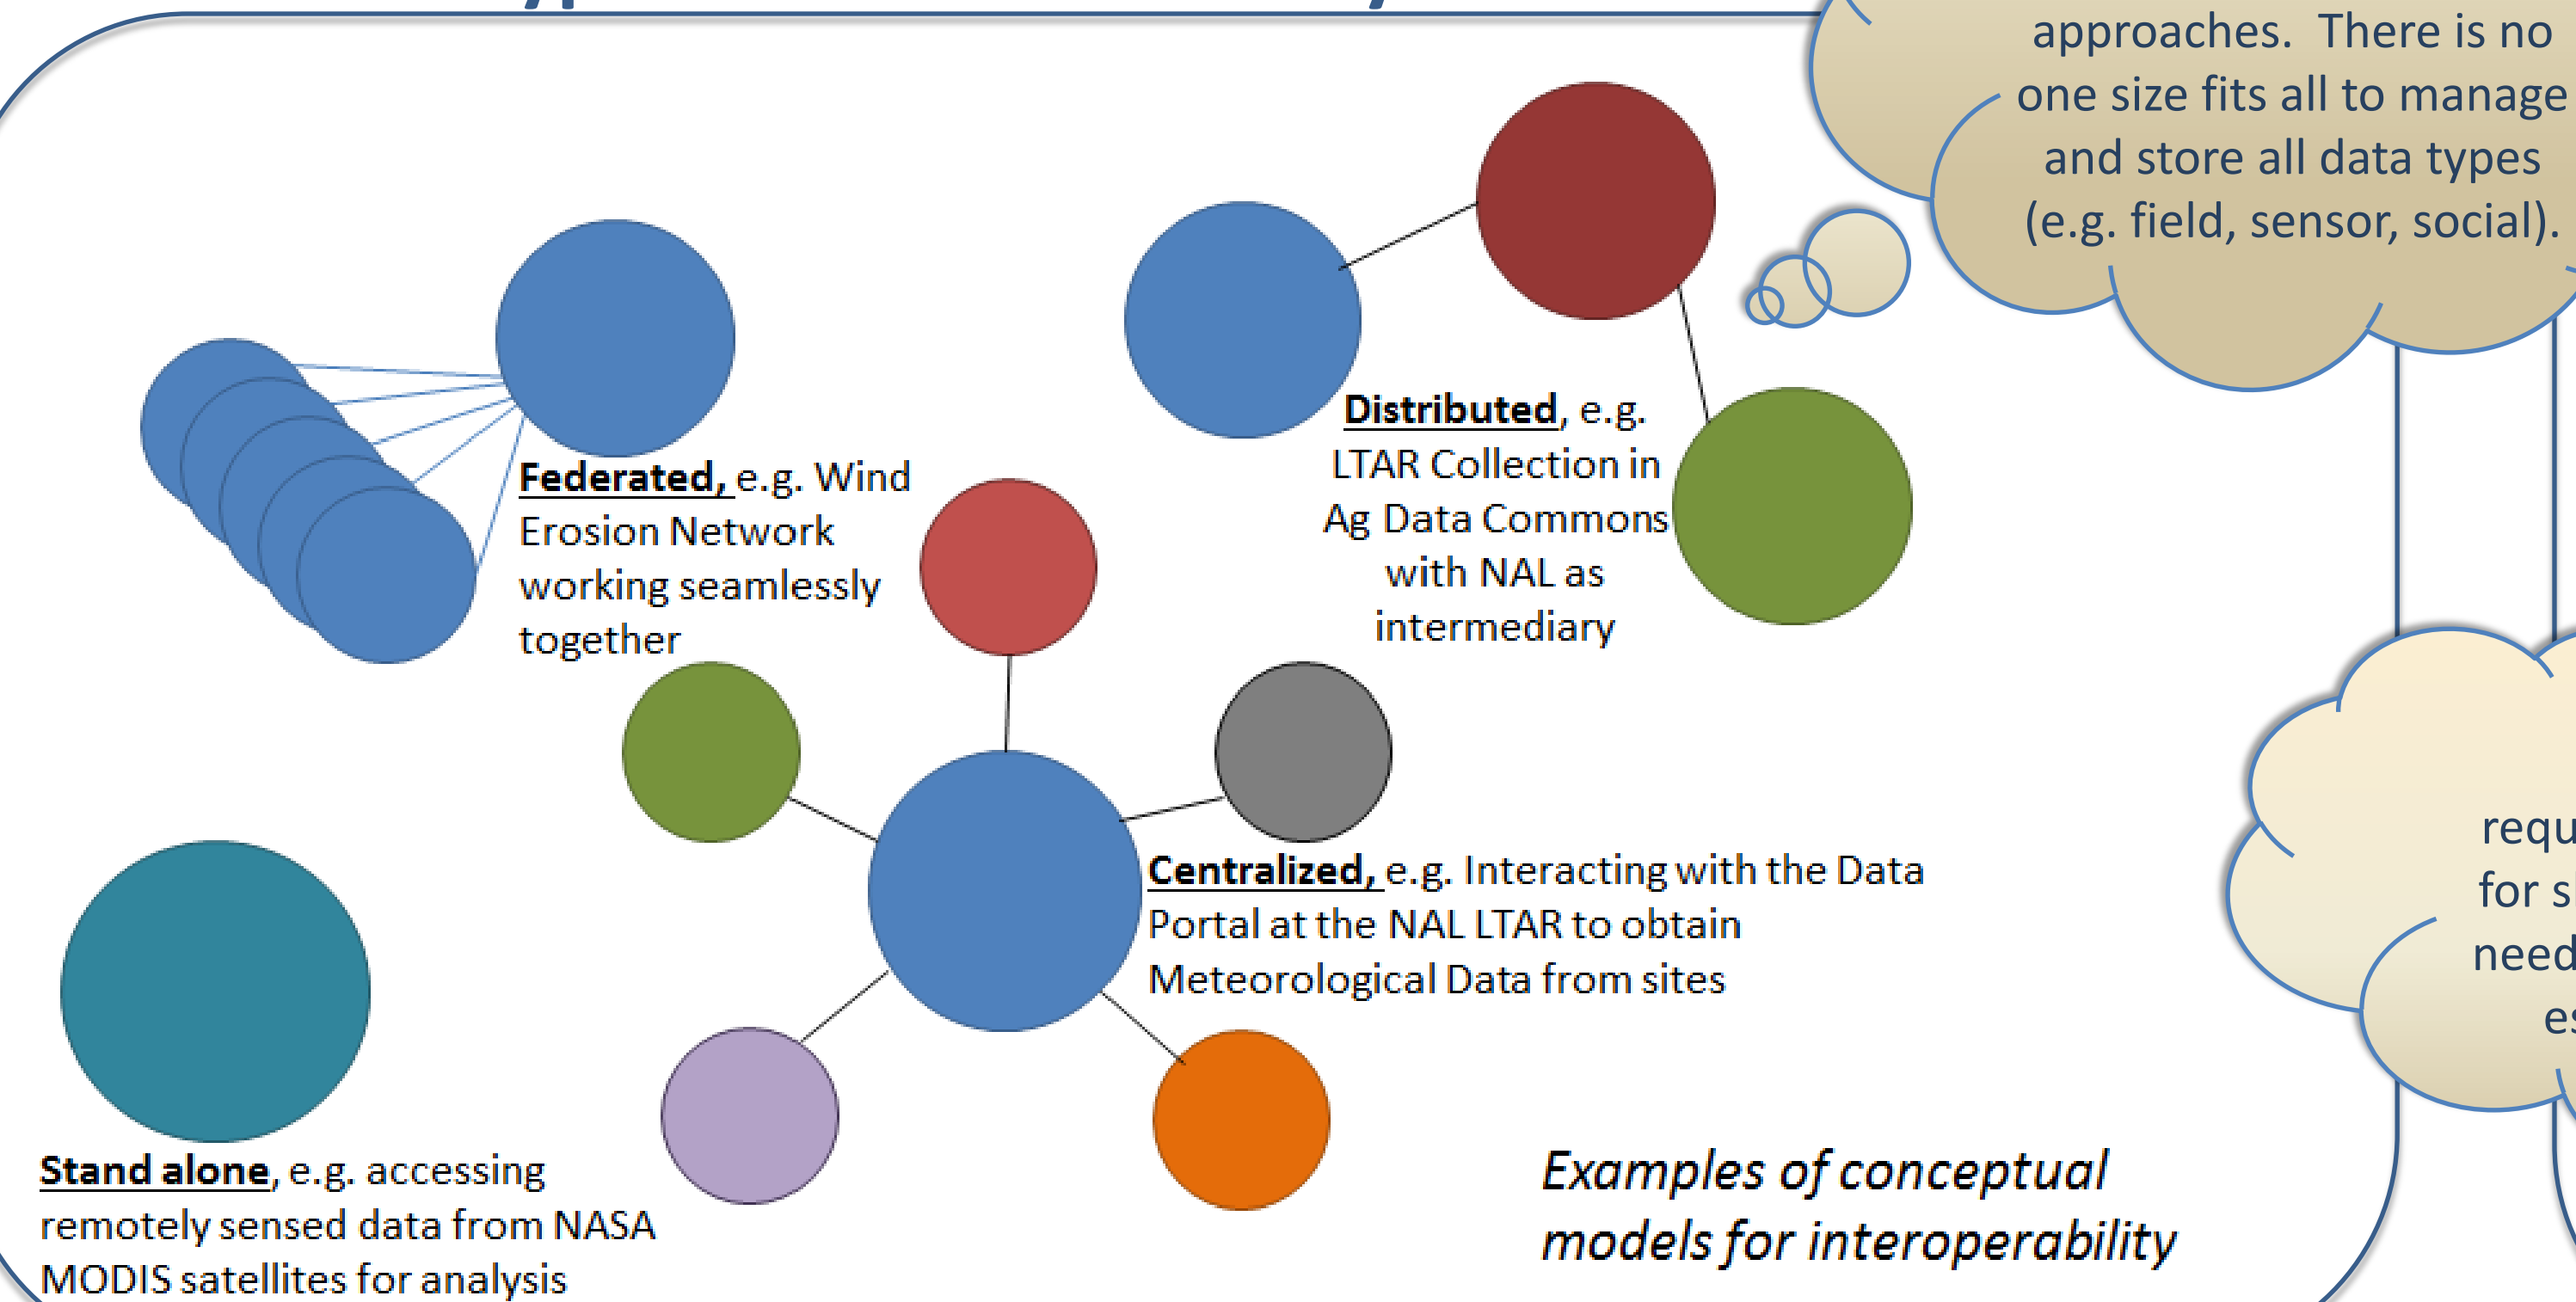 approaches.  There is no
one size fits all to manage
and store all data types
(e.g. field, sensor, social).
Distributed, e.g.
LTAR Collection in
Ag Data Commons
with NAL as
intermediary
Federated, e.g. Wind
Erosion Network
working seamlessly
together
Centralized, e.g. Interacting with the Data
Portal at the NAL LTAR to obtain
Meteorological Data from sites
Stand alone, e.g. accessing
remotely sensed data from NASA
MODIS satellites for analysis
Examples of conceptual
models for interoperability
for
need